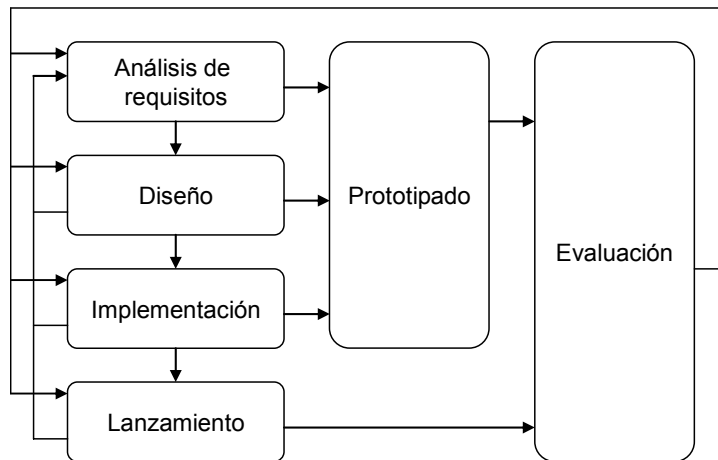 Análisis de
requisitos
Diseño
Implementación
Lanzamiento
Prototipado
Evaluación